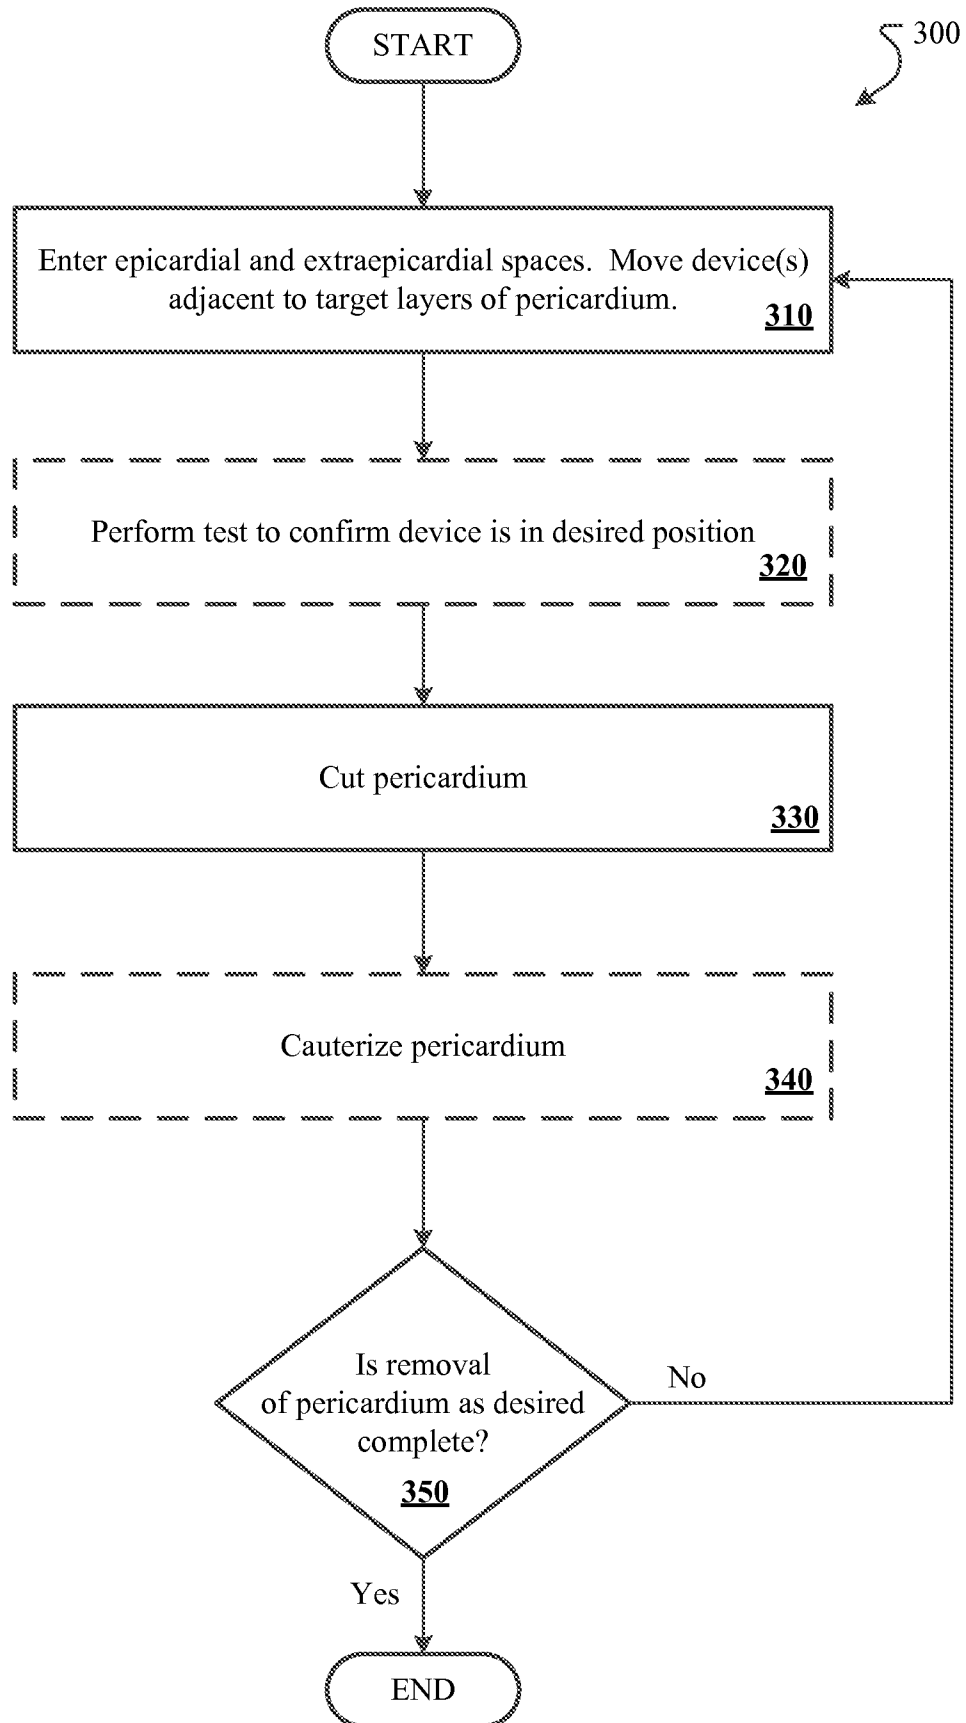 START
300
Enter epicardial and extraepicardial spaces.  Move device(s)
adjacent to target layers of pericardium.
310
Perform test to confirm device is in desired position
320
Cut pericardium
330
Cauterize pericardium
340
Is removal
of pericardium as desired
complete?
350
No
Yes
END